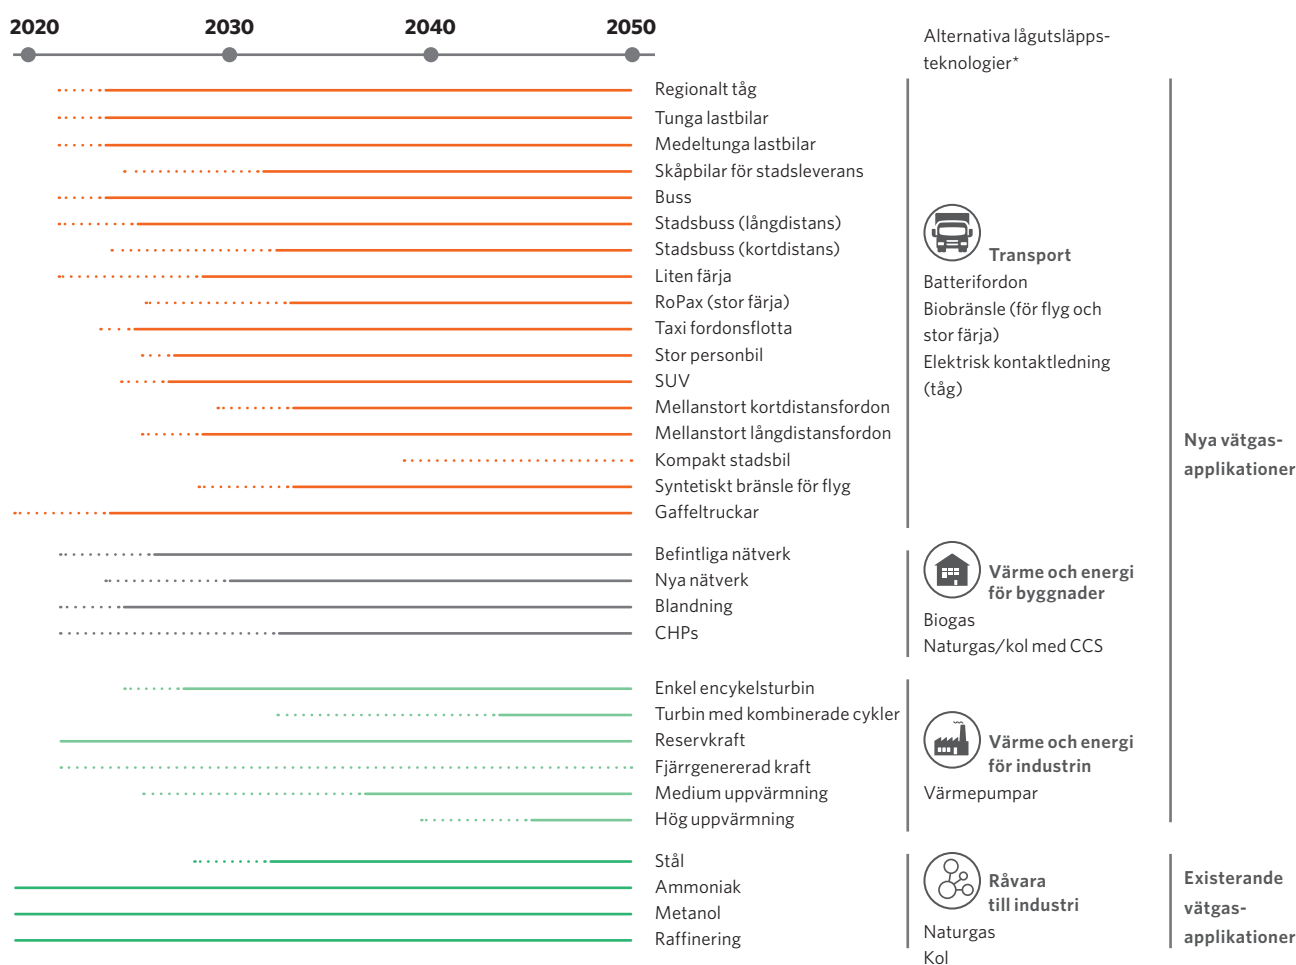 2020
2030
2040
2050
Alternativa lågutsläpps-
teknologier*
Regionalt tåg
Tunga lastbilar
Medeltunga lastbilar
Skåpbilar för stadsleverans
Buss
Stadsbuss (långdistans)
Stadsbuss (kortdistans)
Liten färja
RoPax (stor färja)
Taxi fordonsflotta
Stor personbil
SUV
Mellanstort kortdistansfordon
Mellanstort långdistansfordon
Kompakt stadsbil
Syntetiskt bränsle för flyg
Gaffeltruckar
Transport
Batterifordon
Biobränsle (för flyg och
stor färja)
Elektrisk kontaktledning
(tåg)
Befintliga nätverk
Nya nätverk
Blandning
CHPs
Värme och energi
för byggnader
Biogas
Naturgas/kol med CCS
Enkel encykelsturbin
Turbin med kombinerade cykler
Reservkraft
Fjärrgenererad kraft
Medium uppvärmning
Hög uppvärmning
Värme och energi
för industrin
Värmepumpar
Nya vätgas-
applikationer
Stål
Ammoniak
Metanol
Raffinering
Råvara
till industri
Naturgas
Kol
Existerande
vätgas-
applikationer